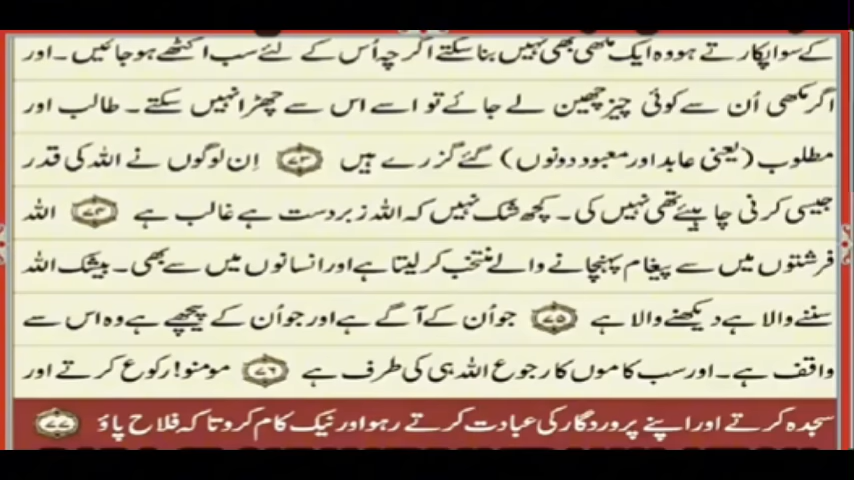 کے سوا پکارتے ہو وہ ایک مکھی بھی نہیں بنا سکتے اگرچہ اُس کے لئے سب اکٹھے ہو جائیں۔ اور
اگر مکھی اُن سے کوئی چیز چھین لے جائے تو اسے اس سے چھڑا نہیں سکتے۔ طالب اور
مطلوب (یعنی عابد اور معبود دونوں) گئے گزرے ہیں ﴿۷۳﴾ اِن لوگوں نے اللہ کی قدر
جیسی کرنی چاہیئے تھی نہیں کی۔ کچھ شک نہیں کہ اللہ زبردست ہے غالب ہے ﴿۷۴﴾ اللہ
فرشتوں میں سے پیغام پہنچانے والے منتخب کر لیتا ہے اور انسانوں میں سے بھی۔ بیشک اللہ
سننے والا ہے دیکھنے والا ہے ﴿۷۵﴾ جو اُن کے آگے ہے اور جو اُن کے پیچھے ہے وہ اس سے
واقف ہے۔ اور سب کاموں کا رجوع اللہ ہی کی طرف ہے ﴿۷۶﴾ مومنو! رکوع کرتے اور
سجدہ کرتے اور اپنے پروردگار کی عبادت کرتے رہو اور نیک کام کرو تاکہ فلاح پاؤ ﴿۷۷﴾